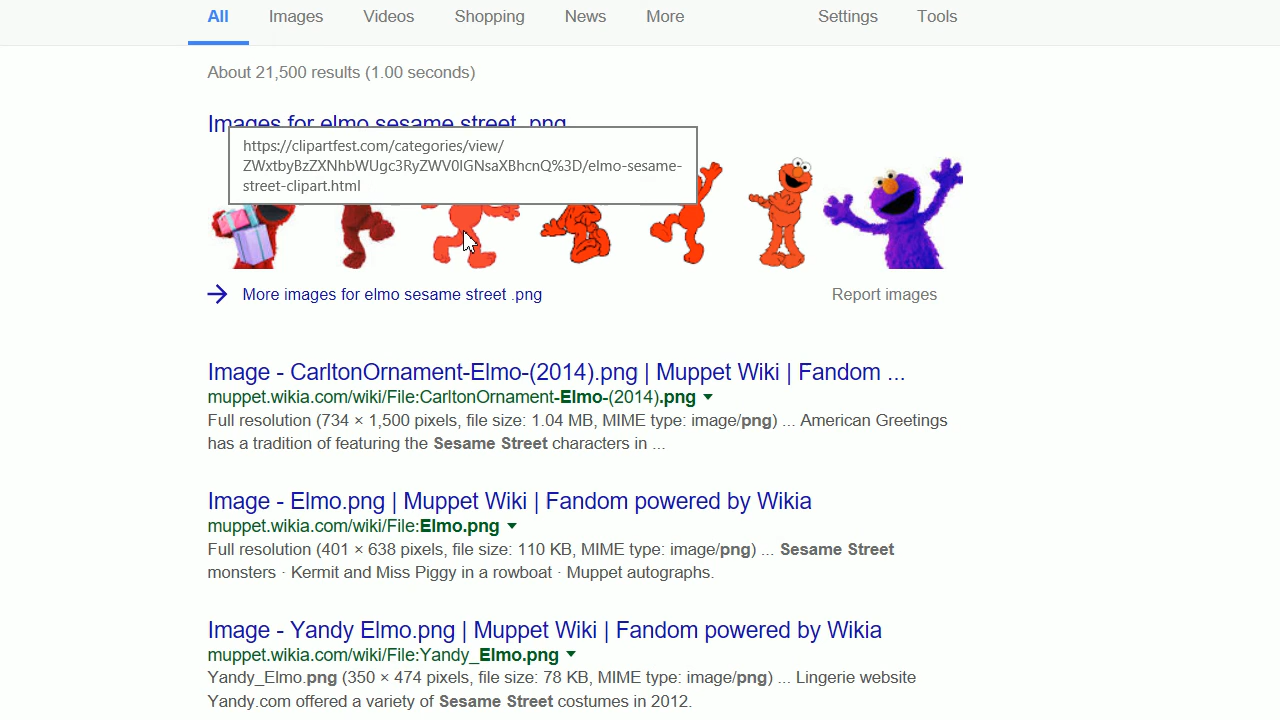 All Images Videos Shopping News More Settings Tools
About 21,500 results (1.00 seconds)
Images for elmo sesame street .png
https://clipartfest.com/categories/view/
ZWxtbyBzZXNhbWUgc3RyZWV0IGNsaXBhcnQ%3D/elmo-sesame-
street-clipart.html
More images for elmo sesame street .png Report images
Image - CarltonOrnament-Elmo-(2014).png | Muppet Wiki | Fandom ...
muppet.wikia.com/wiki/File:CarltonOrnament-Elmo-(2014).png
Full resolution (734 × 1,500 pixels, file size: 1.04 MB, MIME type: image/png) ... American Greetings
has a tradition of featuring the Sesame Street characters in ...
Image - Elmo.png | Muppet Wiki | Fandom powered by Wikia
muppet.wikia.com/wiki/File:Elmo.png
Full resolution (401 × 638 pixels, file size: 110 KB, MIME type: image/png) ... Sesame Street
monsters · Kermit and Miss Piggy in a rowboat · Muppet autographs.
Image - Yandy Elmo.png | Muppet Wiki | Fandom powered by Wikia
muppet.wikia.com/wiki/File:Yandy_Elmo.png
Yandy_Elmo.png (350 × 474 pixels, file size: 78 KB, MIME type: image/png) ... Lingerie website
Yandy.com offered a variety of Sesame Street costumes in 2012.